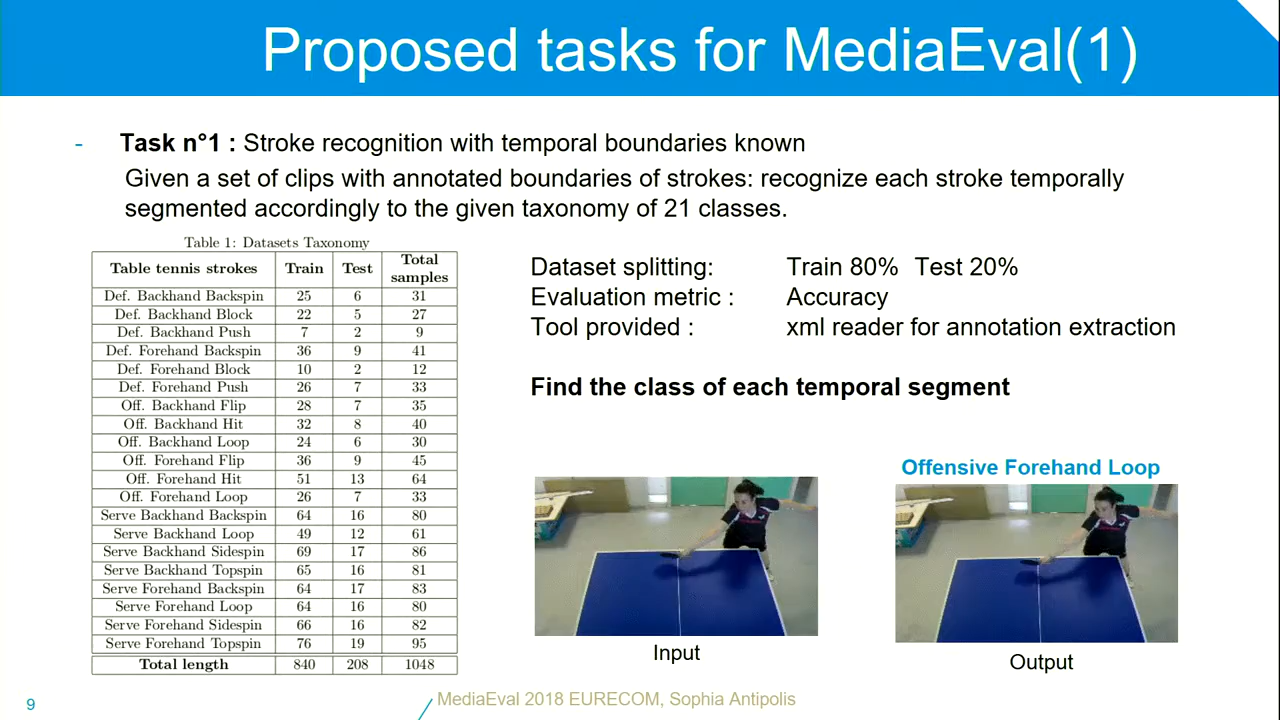 Proposed tasks for MediaEval(1)
- Task n°1 : Stroke recognition with temporal boundaries known
Given a set of clips with annotated boundaries of strokes: recognize each stroke temporally
segmented accordingly to the given taxonomy of 21 classes.
Table 1: Datasets Taxonomy
Table tennis strokes Train Test Total samples
Def. Backhand Backspin 25 6 31
Def. Backhand Block 22 5 27
Def. Backhand Push 7 2 9
Def. Forehand Backspin 36 9 41
Def. Forehand Block 10 2 12
Def. Forehand Push 26 7 33
Off. Backhand Flip 28 7 35
Off. Backhand Hit 32 8 40
Off. Backhand Loop 24 6 30
Off. Forehand Flip 36 9 45
Off. Forehand Hit 51 13 64
Off. Forehand Loop 26 7 33
Serve Backhand Backspin 64 16 80
Serve Backhand Loop 49 12 61
Serve Backhand Sidespin 69 17 86
Serve Backhand Topspin 65 16 81
Serve Forehand Backspin 64 17 83
Serve Forehand Loop 64 16 80
Serve Forehand Sidespin 66 16 82
Serve Forehand Topspin 76 19 95
Total length 840 208 1048
Dataset splitting: Train 80% Test 20%
Evaluation metric : Accuracy
Tool provided : xml reader for annotation extraction
Find the class of each temporal segment
Offensive Forehand Loop
Input
Output
9
MediaEval 2018 EURECOM, Sophia Antipolis